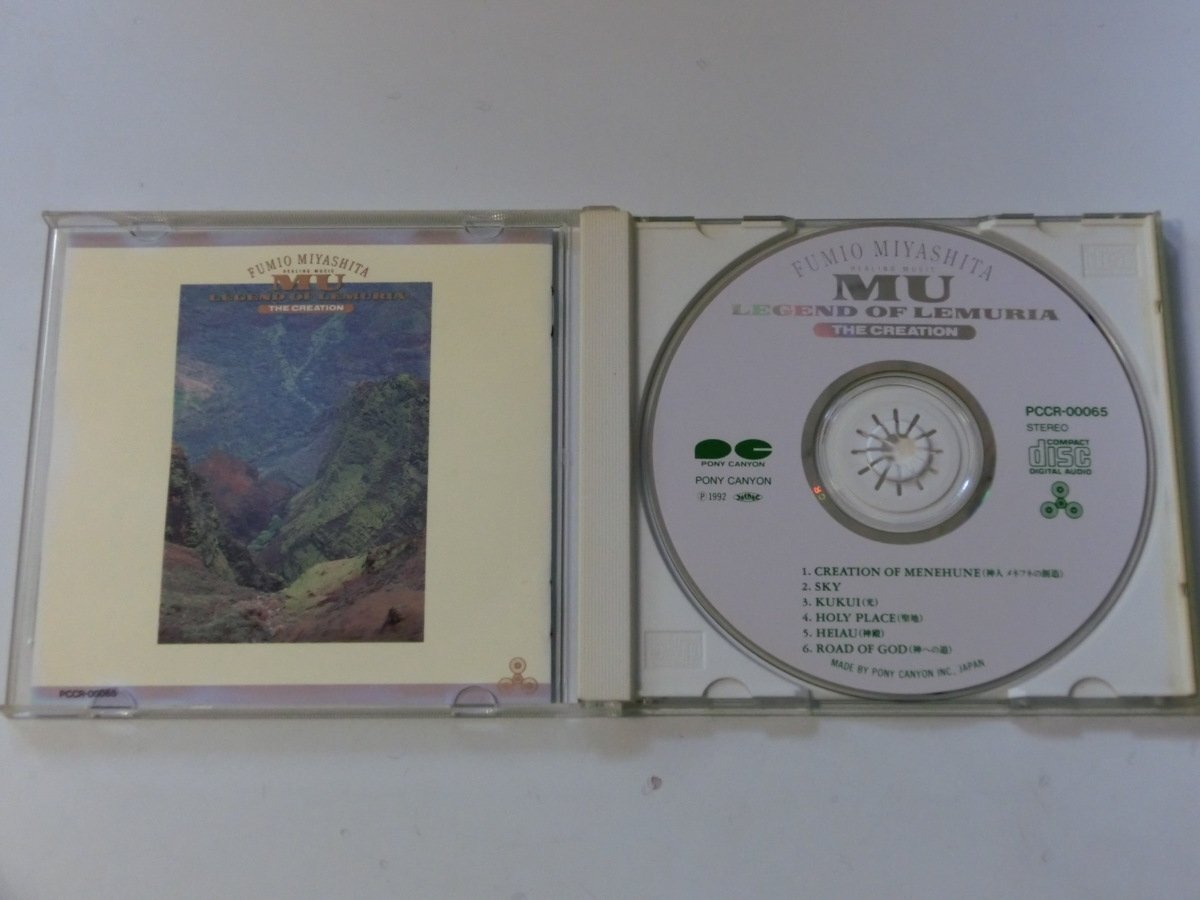 FUMIO MIYASHITA
HEALING MUSIC
MU
LEGEND OF LEMURIA
THE CREATION
PCCR-00065
FUMIO MIYASHITA
HEALING MUSIC
MU
LEGEND OF LEMURIA
THE CREATION
PONY CANYON
PONY CANYON
Ⓟ 1992
PCCR-00065
STEREO
COMPACT
disc
DIGITAL AUDIO
1. CREATION OF MENEHUNE(神人 メネフネの創造)
2. SKY
3. KUKUI(光)
4. HOLY PLACE(聖地)
5. HEIAU(神殿)
6. ROAD OF GOD(神への道)
MADE BY PONY CANYON INC., JAPAN